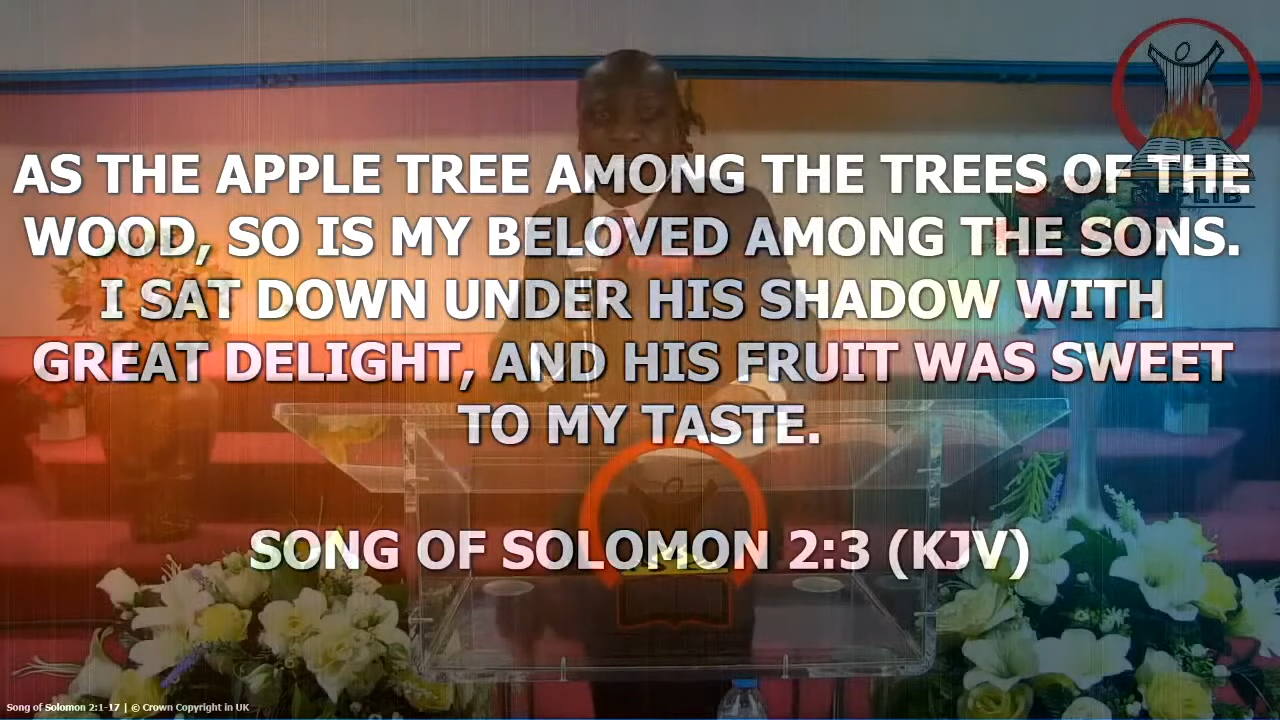 AS THE APPLE TREE AMONG THE TREES OF THE
WOOD, SO IS MY BELOVED AMONG THE SONS.
I SAT DOWN UNDER HIS SHADOW WITH
GREAT DELIGHT, AND HIS FRUIT WAS SWEET
TO MY TASTE.
SONG OF SOLOMON 2:3 (KJV)
Song of Solomon 2:1-17 | © Crown Copyright in UK